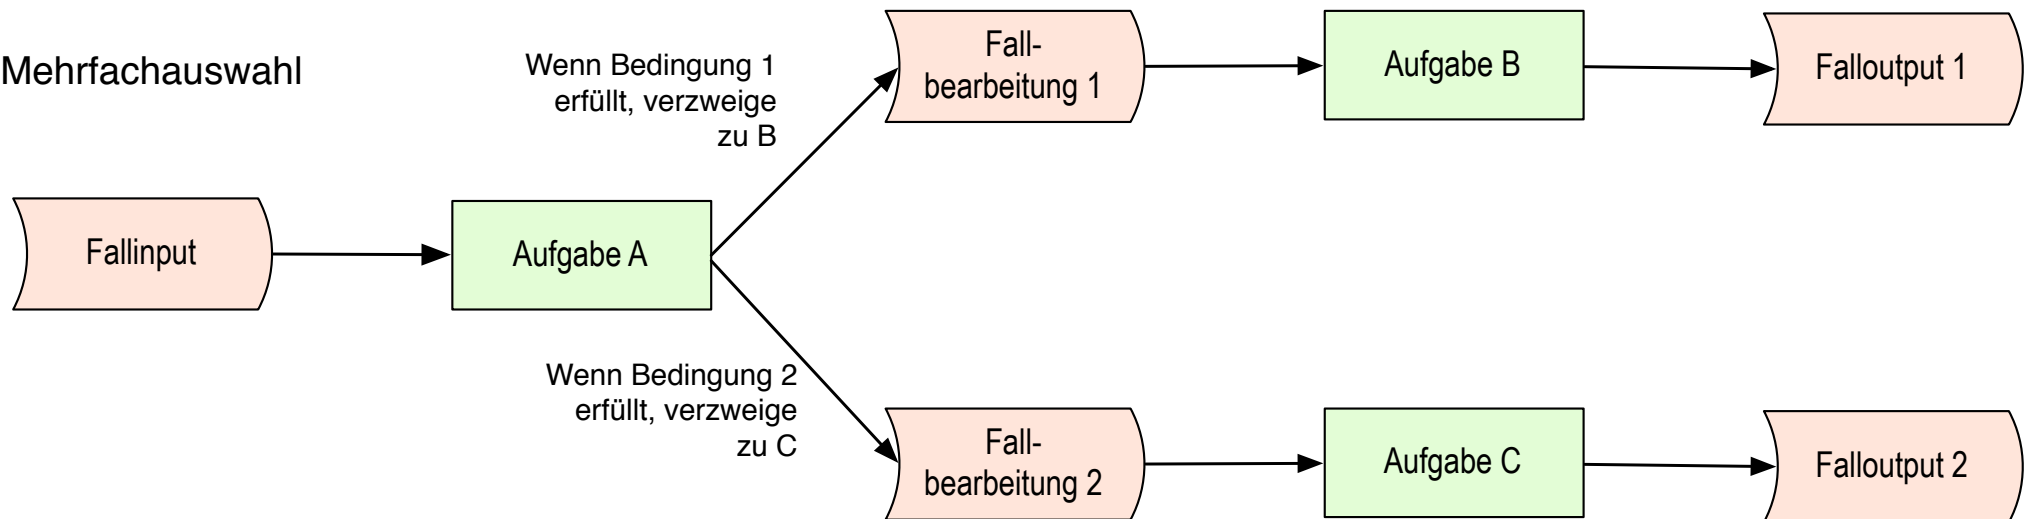 Mehrfachauswahl
Wenn Bedingung 1
erfüllt, verzweige
zu B
Fall-
bearbeitung 1
Aufgabe B
Falloutput 1
Fallinput
Aufgabe A
Wenn Bedingung 2
erfüllt, verzweige
zu C
Fall-
bearbeitung 2
Aufgabe C
Falloutput 2